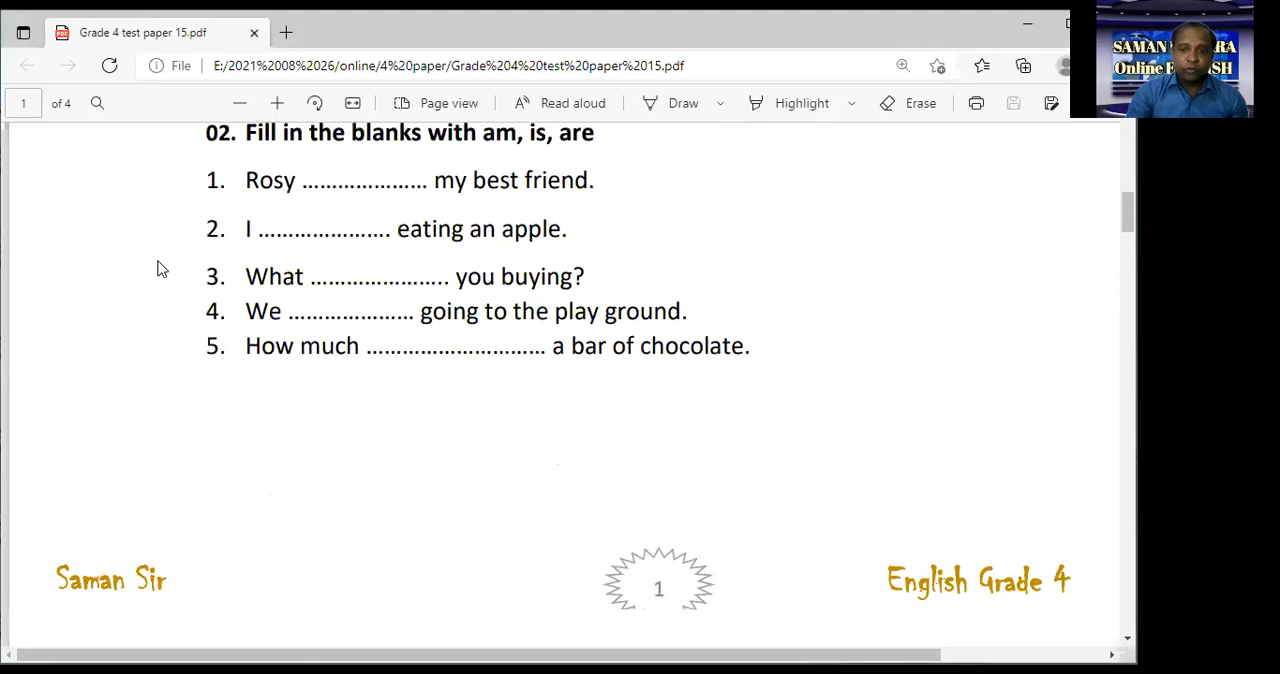 Grade 4 test paper 15.pdf
File E:/2021%2008%2026/online/4%20paper/Grade%204%20test%20paper%2015.pdf
1 of 4 Page view Read aloud Draw Highlight Erase
SAMAN
Online
02. Fill in the blanks with am, is, are
1. Rosy ………………… my best friend.
2. I …………………. eating an apple.
3. What ………………….. you buying?
4. We ………………… going to the play ground.
5. How much ………………………… a bar of chocolate.
Saman Sir 1 English Grade 4